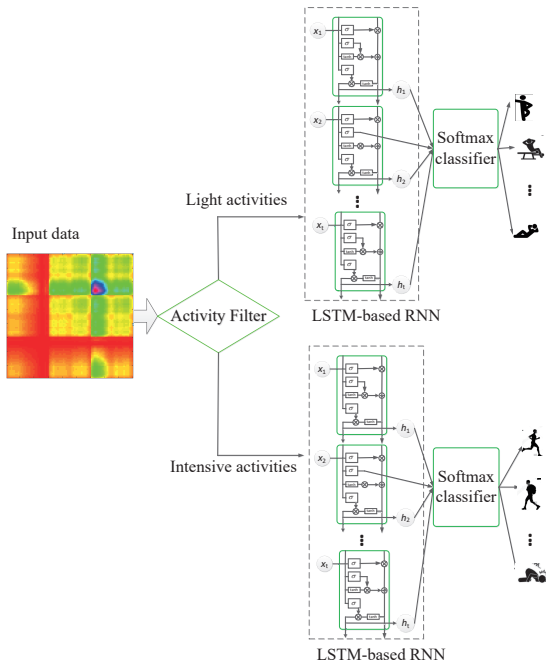 x1
σ
σ
tanh
σ
tanh
h1
x2
σ
σ
tanh
σ
tanh
h2
Softmax
classifier
Light activities
xt
σ
σ
tanh
σ
tanh
ht
Input data
LSTM-based RNN
Activity Filter
x1
σ
σ
tanh
σ
tanh
h1
Intensive activities
x2
σ
σ
tanh
σ
tanh
h2
Softmax
classifier
xt
σ
σ
tanh
σ
tanh
ht
LSTM-based RNN